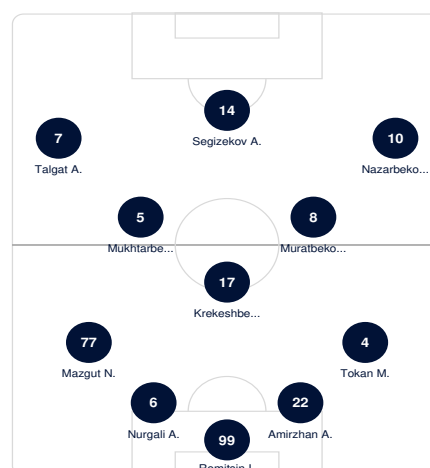 14
Segizekov A.
7
Talgat A.
10
Nazarbeko...
5
Mukhtarbe...
8
Muratbeko...
17
Krekeshbe...
77
Mazgut N.
4
Tokan M.
6
Nurgali A.
22
Amirzhan A.
99